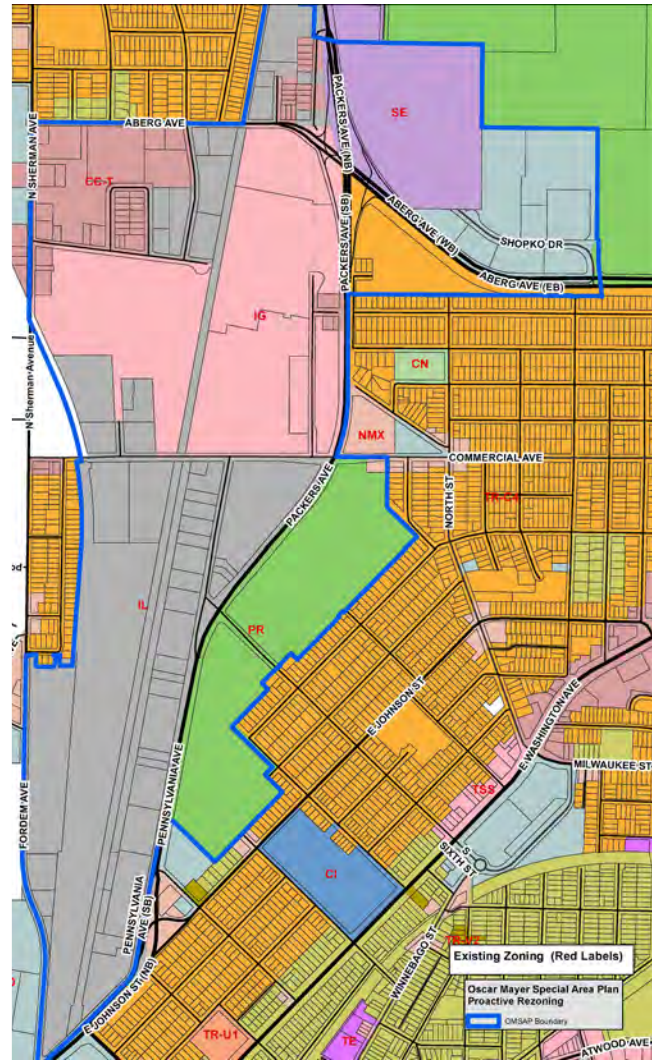 N SHERMAN AVE
ABERG AVE
PACKERS AVE (NB)
SE
CC-T
PACKERS AVE (SB)
ABERG AVE (WB)
SHOPKO DR
ABERG AVE (EB)
IG
N Sherman Avenue
CN
NMX
COMMERCIAL AVE
PACKERS AVE
NORTH ST
TR-C4
IL
PR
E JOHNSON ST
E WASHINGTON AVE
MILWAUKEE ST
FORDEM AVE
PENNSYLVANIA AVE
TSS
S SIXTH ST
CI
PENNSYLVANIA
AVE (SB)
WINNEBAGO ST
TR-V2
E JOHNSON ST (NB)
TR-U1
TE
ATWOOD AVE
Existing Zoning (Red Labels)
Oscar Mayer Special Area Plan
Proactive Rezoning
OMSAP Boundary